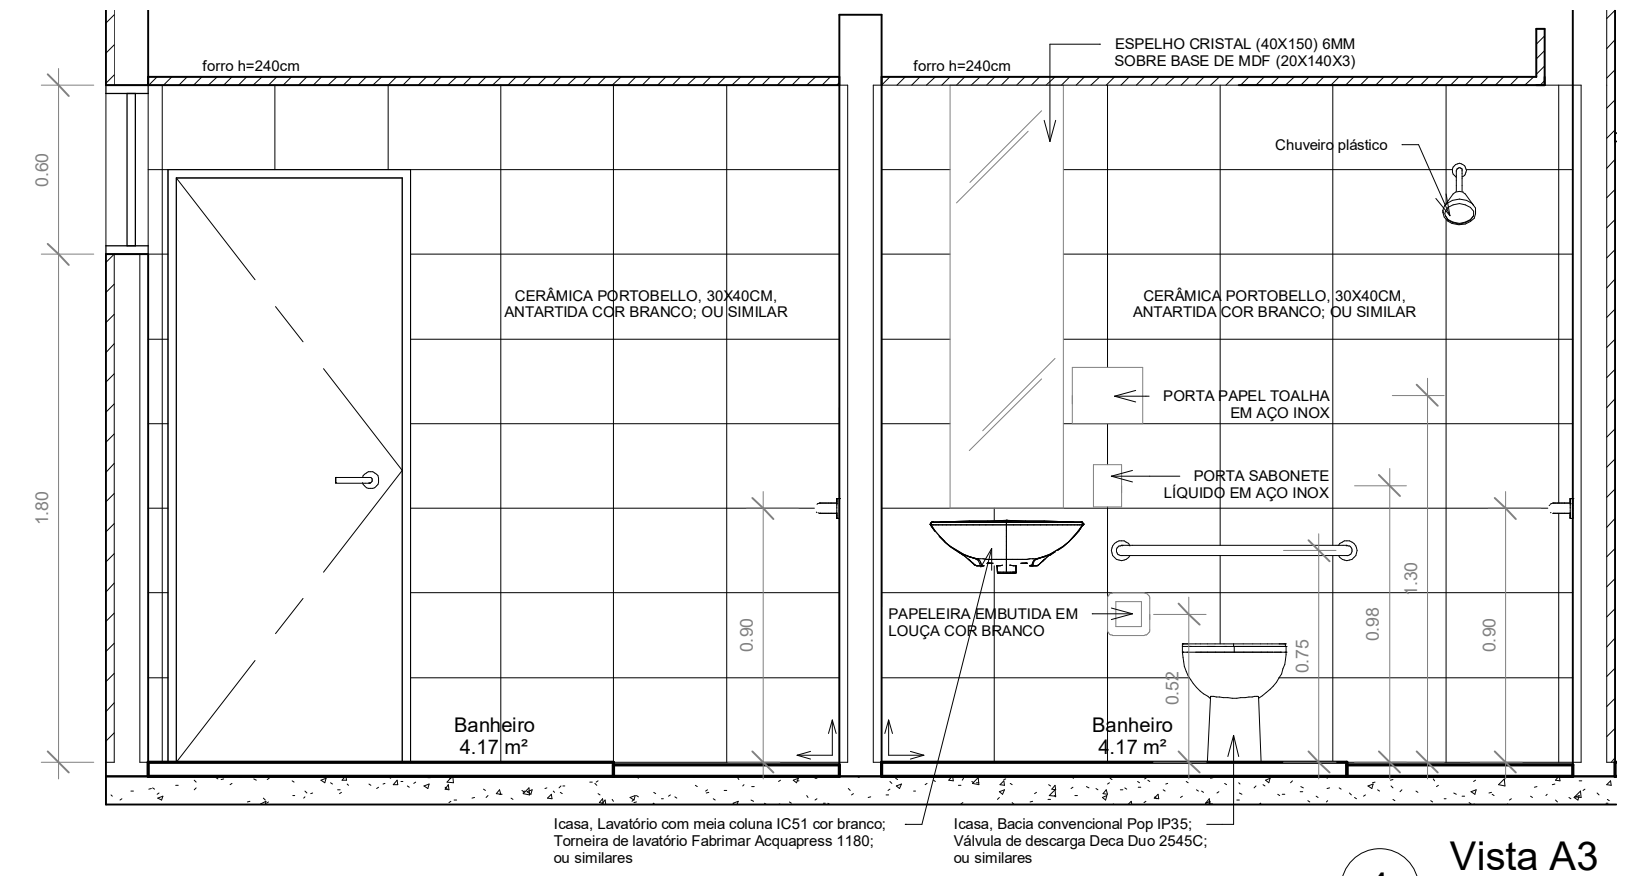 forro h=240cm
forro h=240cm
ESPELHO CRISTAL (40X150) 6MM
SOBRE BASE DE MDF (20X140X3)
Chuveiro plástico
0.60
CERÂMICA PORTOBELLO, 30X40CM,
ANTARTIDA COR BRANCO; OU SIMILAR
CERÂMICA PORTOBELLO, 30X40CM,
ANTARTIDA COR BRANCO; OU SIMILAR
PORTA PAPEL TOALHA
EM AÇO INOX
PORTA SABONETE
LÍQUIDO EM AÇO INOX
1.80
1.30
PAPELEIRA EMBUTIDA EM
LOUÇA COR BRANCO
0.90
0.52
0.75
0.98
0.90
Banheiro
4.17 m²
Banheiro
4.17 m²
Icasa, Lavatório com meia coluna IC51 cor branco;
Torneira de lavatório Fabrimar Acquapress 1180;
ou similares
Icasa, Bacia convencional Pop IP35;
Válvula de descarga Deca Duo 2545C;
ou similares
Vista A3